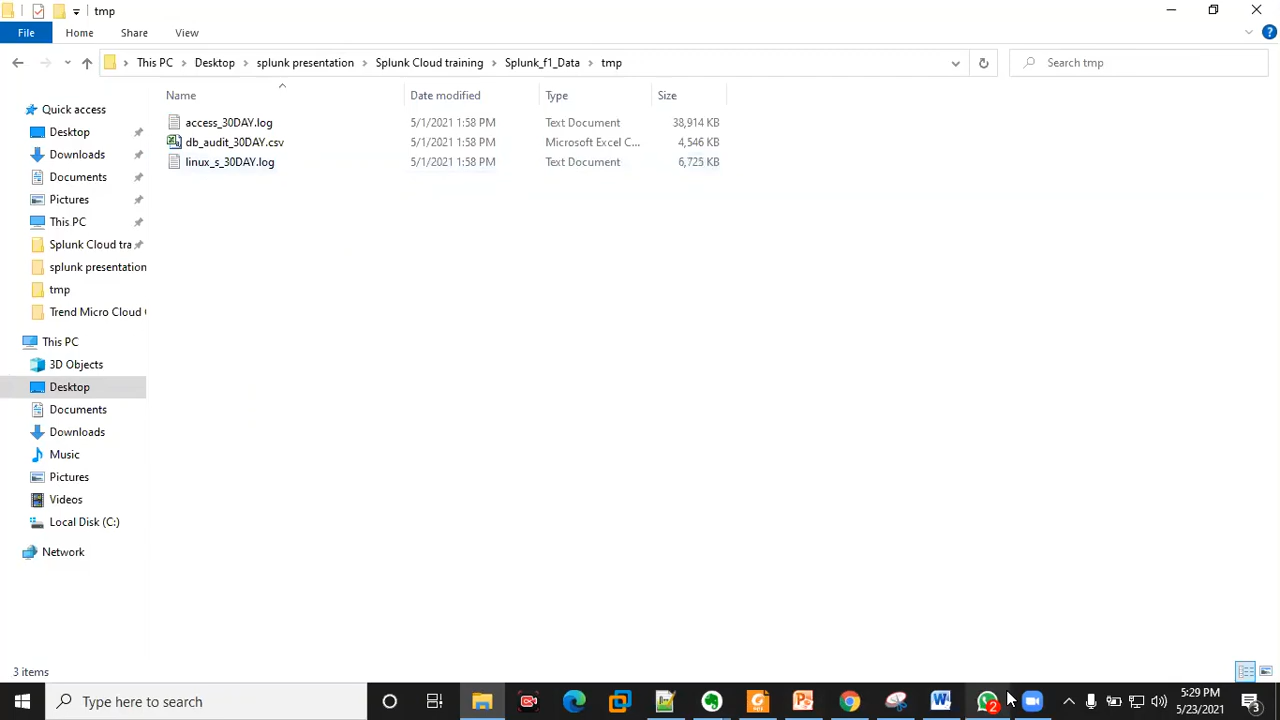 tmp
File Home Share View
This PC Desktop splunk presentation Splunk Cloud training Splunk_f1_Data tmp Search tmp
Name Date modified Type Size
Quick access
access_30DAY.log 5/1/2021 1:58 PM Text Document 38,914 KB
Desktop
db_audit_30DAY.csv 5/1/2021 1:58 PM Microsoft Excel C... 4,546 KB
Downloads
linux_s_30DAY.log 5/1/2021 1:58 PM Text Document 6,725 KB
Documents
Pictures
This PC
Splunk Cloud tra
splunk presentation
tmp
Trend Micro Cloud
This PC
3D Objects
Desktop
Documents
Downloads
Music
Pictures
Videos
Local Disk (C:)
Network
3 items
Type here to search 2 5:29 PM
5/23/2021 3